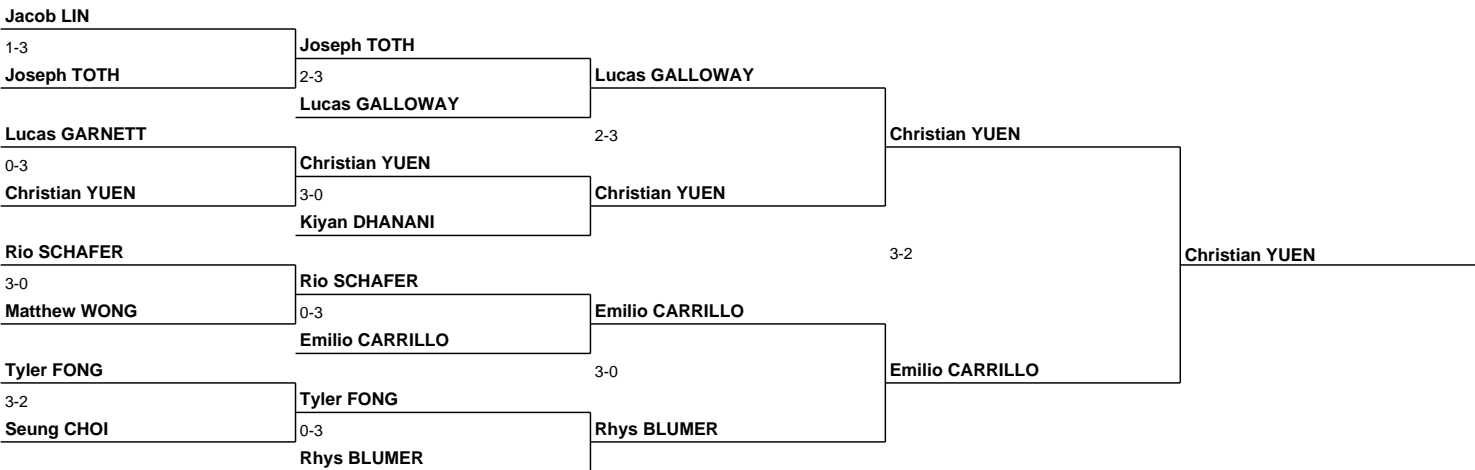 Jacob LIN
1-3
Joseph TOTH
Lucas GARNETT
0-3
Christian YUEN
Rio SCHAFER
3-0
Matthew WONG
Tyler FONG
3-2
Seung CHOI
Joseph TOTH
2-3
Lucas GALLOWAY
Christian YUEN
3-0
Kiyan DHANANI
Rio SCHAFER
0-3
Emilio CARRILLO
Tyler FONG
0-3
Rhys BLUMER
Lucas GALLOWAY
2-3
Christian YUEN
Emilio CARRILLO
3-0
Rhys BLUMER
Christian YUEN
3-2
Emilio CARRILLO
Christian YUEN